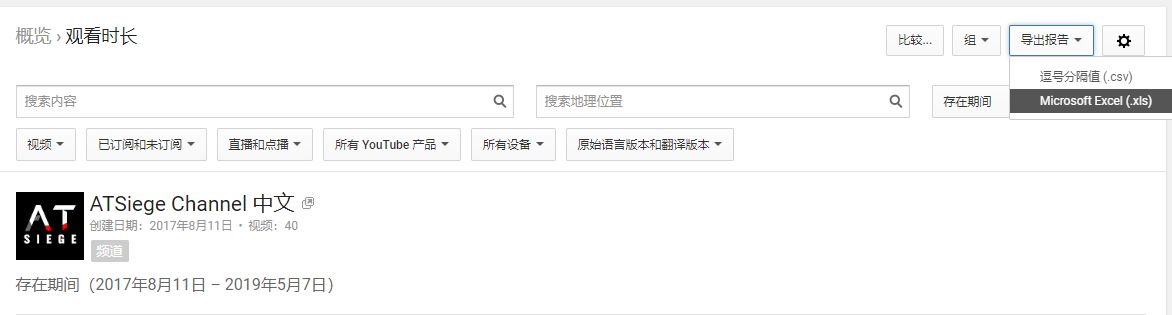 概览 › 观看时长
比较... 组 导出报告
逗号分隔值 (.csv)
Microsoft Excel (.xls)
搜索内容 搜索地理位置 存在期间
视频 已订阅和未订阅 直播和点播 所有 YouTube 产品 所有设备 原始语言版本和翻译版本
AT
SIEGE
ATSiege Channel 中文
创建日期：2017年8月11日 • 视频：40
频道
存在期间（2017年8月11日 – 2019年5月7日）